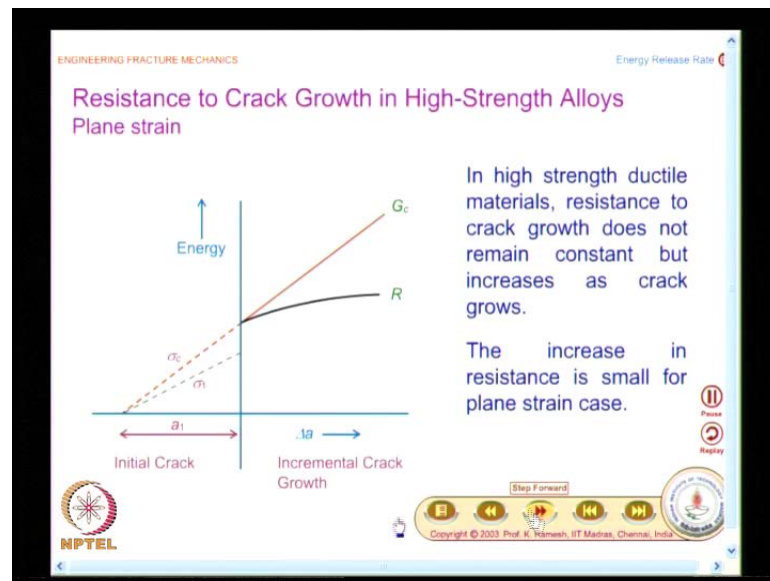 ENGINEERING FRACTURE MECHANICS
Energy Release Rate
Resistance to Crack Growth in High-Strength Alloys
Plane strain
Energy
Gc
R
σc
σ1
a1
Δa
Initial Crack
Incremental Crack
Growth
In high strength ductile
materials, resistance to
crack growth does not
remain constant but
increases as crack
grows.
The increase in
resistance is small for
plane strain case.
Pause
Replay
Step Forward
NPTEL
Copyright © 2003 Prof. K. Ramesh, IIT Madras, Chennai, India